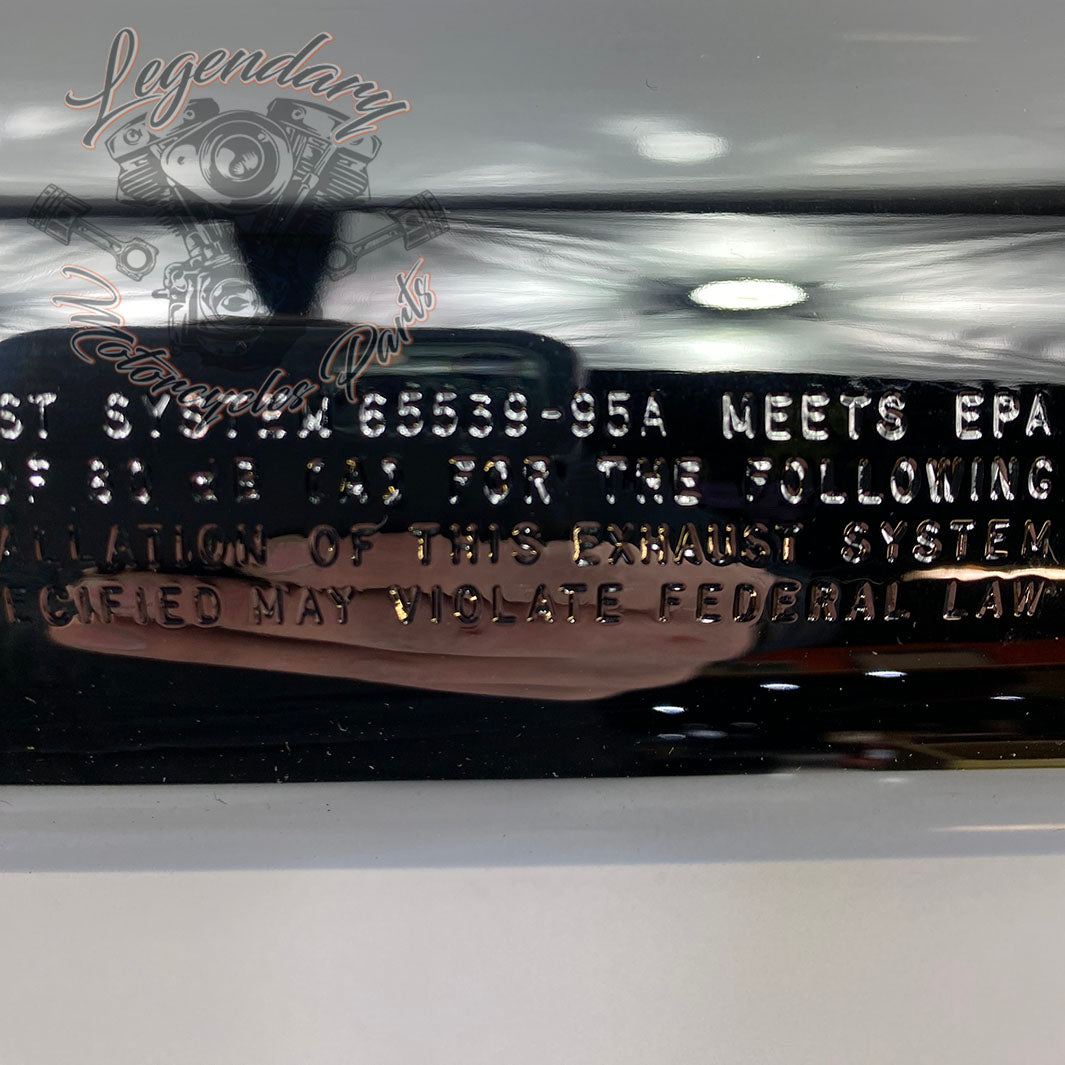 Legendary
Motorcycles Parts
ST SYSTEM 65539-95A MEETS EPA
OF 80 dB (A) FOR THE FOLLOWING
ALLATION OF THIS EXHAUST SYSTEM
ECIFIED MAY VIOLATE FEDERAL LAW